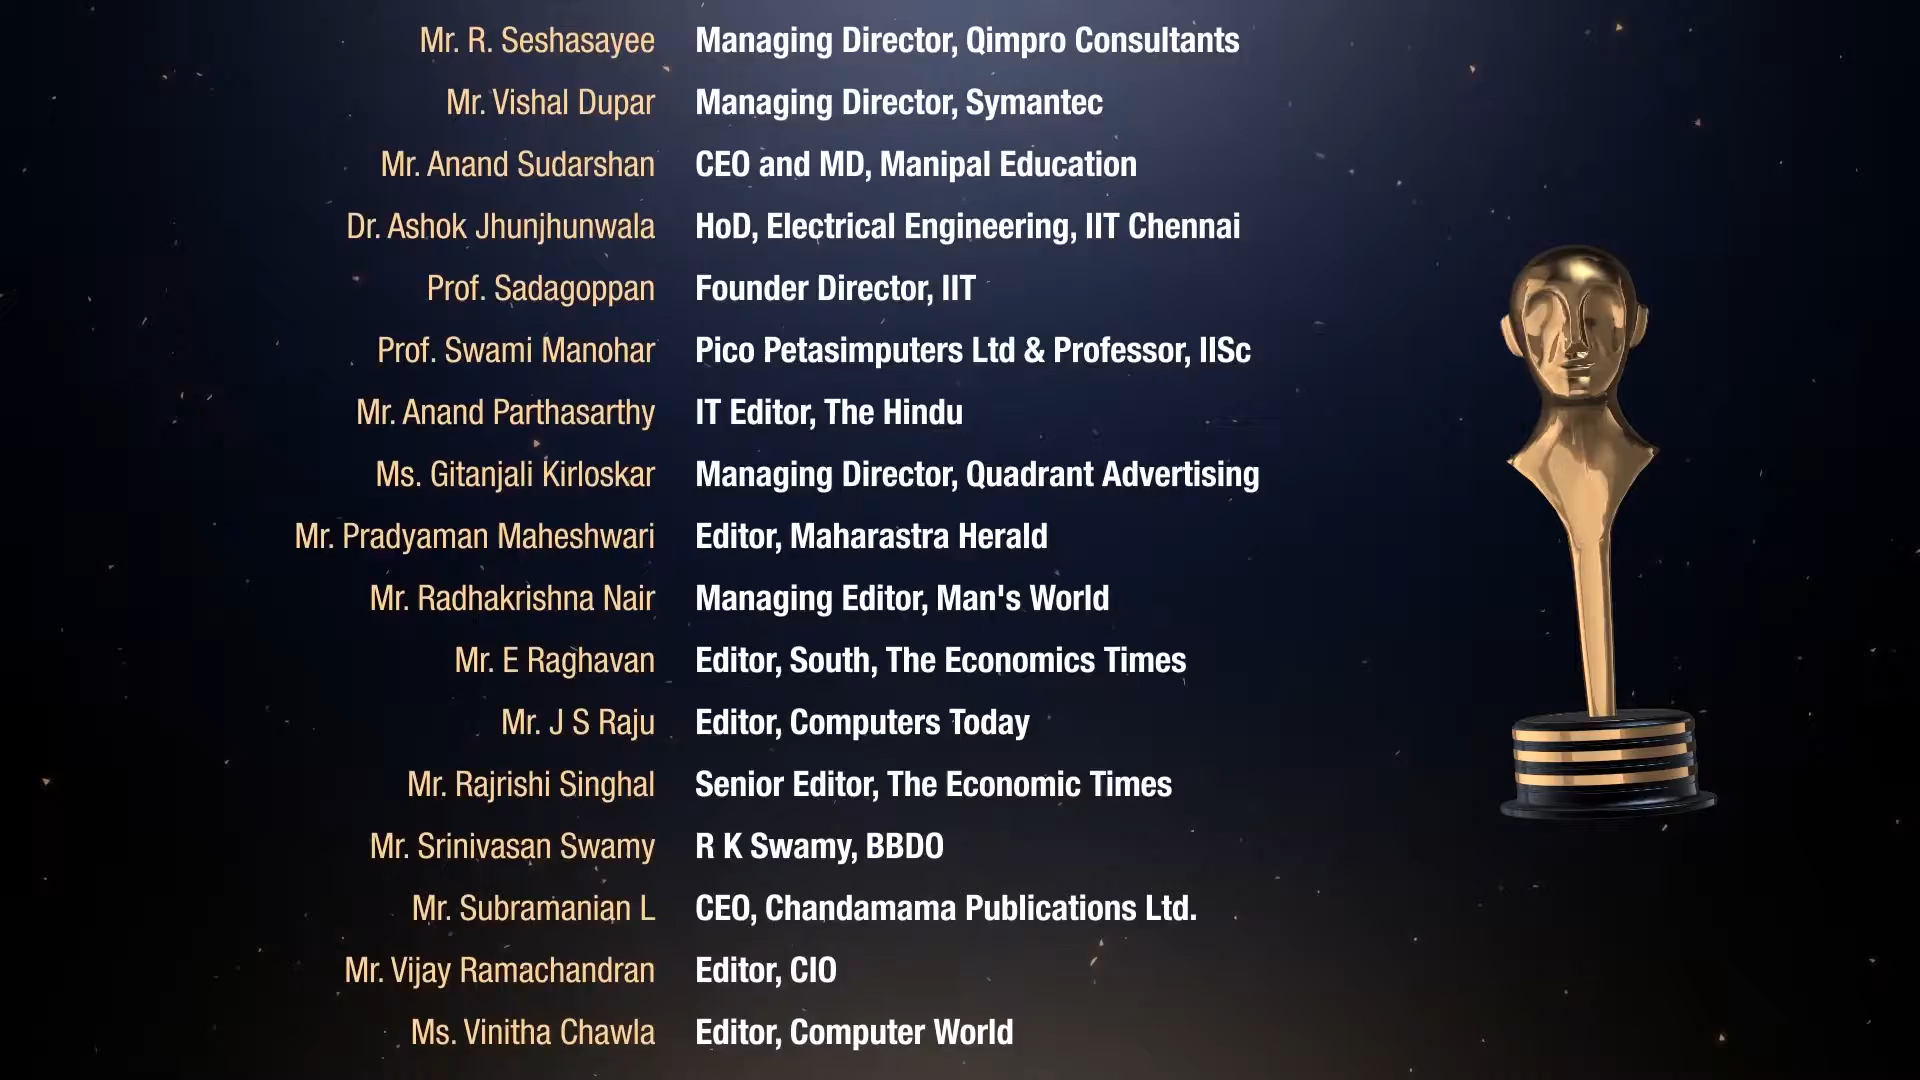 Mr. R. Seshasayee Managing Director, Qimpro Consultants
Mr. Vishal Dupar Managing Director, Symantec
Mr. Anand Sudarshan CEO and MD, Manipal Education
Dr. Ashok Jhunjhunwala HoD, Electrical Engineering, IIT Chennai
Prof. Sadagoppan Founder Director, IIT
Prof. Swami Manohar Pico Petasimputers Ltd & Professor, IISc
Mr. Anand Parthasarthy IT Editor, The Hindu
Ms. Gitanjali Kirloskar Managing Director, Quadrant Advertising
Mr. Pradyaman Maheshwari Editor, Maharastra Herald
Mr. Radhakrishna Nair Managing Editor, Man's World
Mr. E Raghavan Editor, South, The Economics Times
Mr. J S Raju Editor, Computers Today
Mr. Rajrishi Singhal Senior Editor, The Economic Times
Mr. Srinivasan Swamy R K Swamy, BBDO
Mr. Subramanian L CEO, Chandamama Publications Ltd.
Mr. Vijay Ramachandran Editor, CIO
Ms. Vinitha Chawla Editor, Computer World